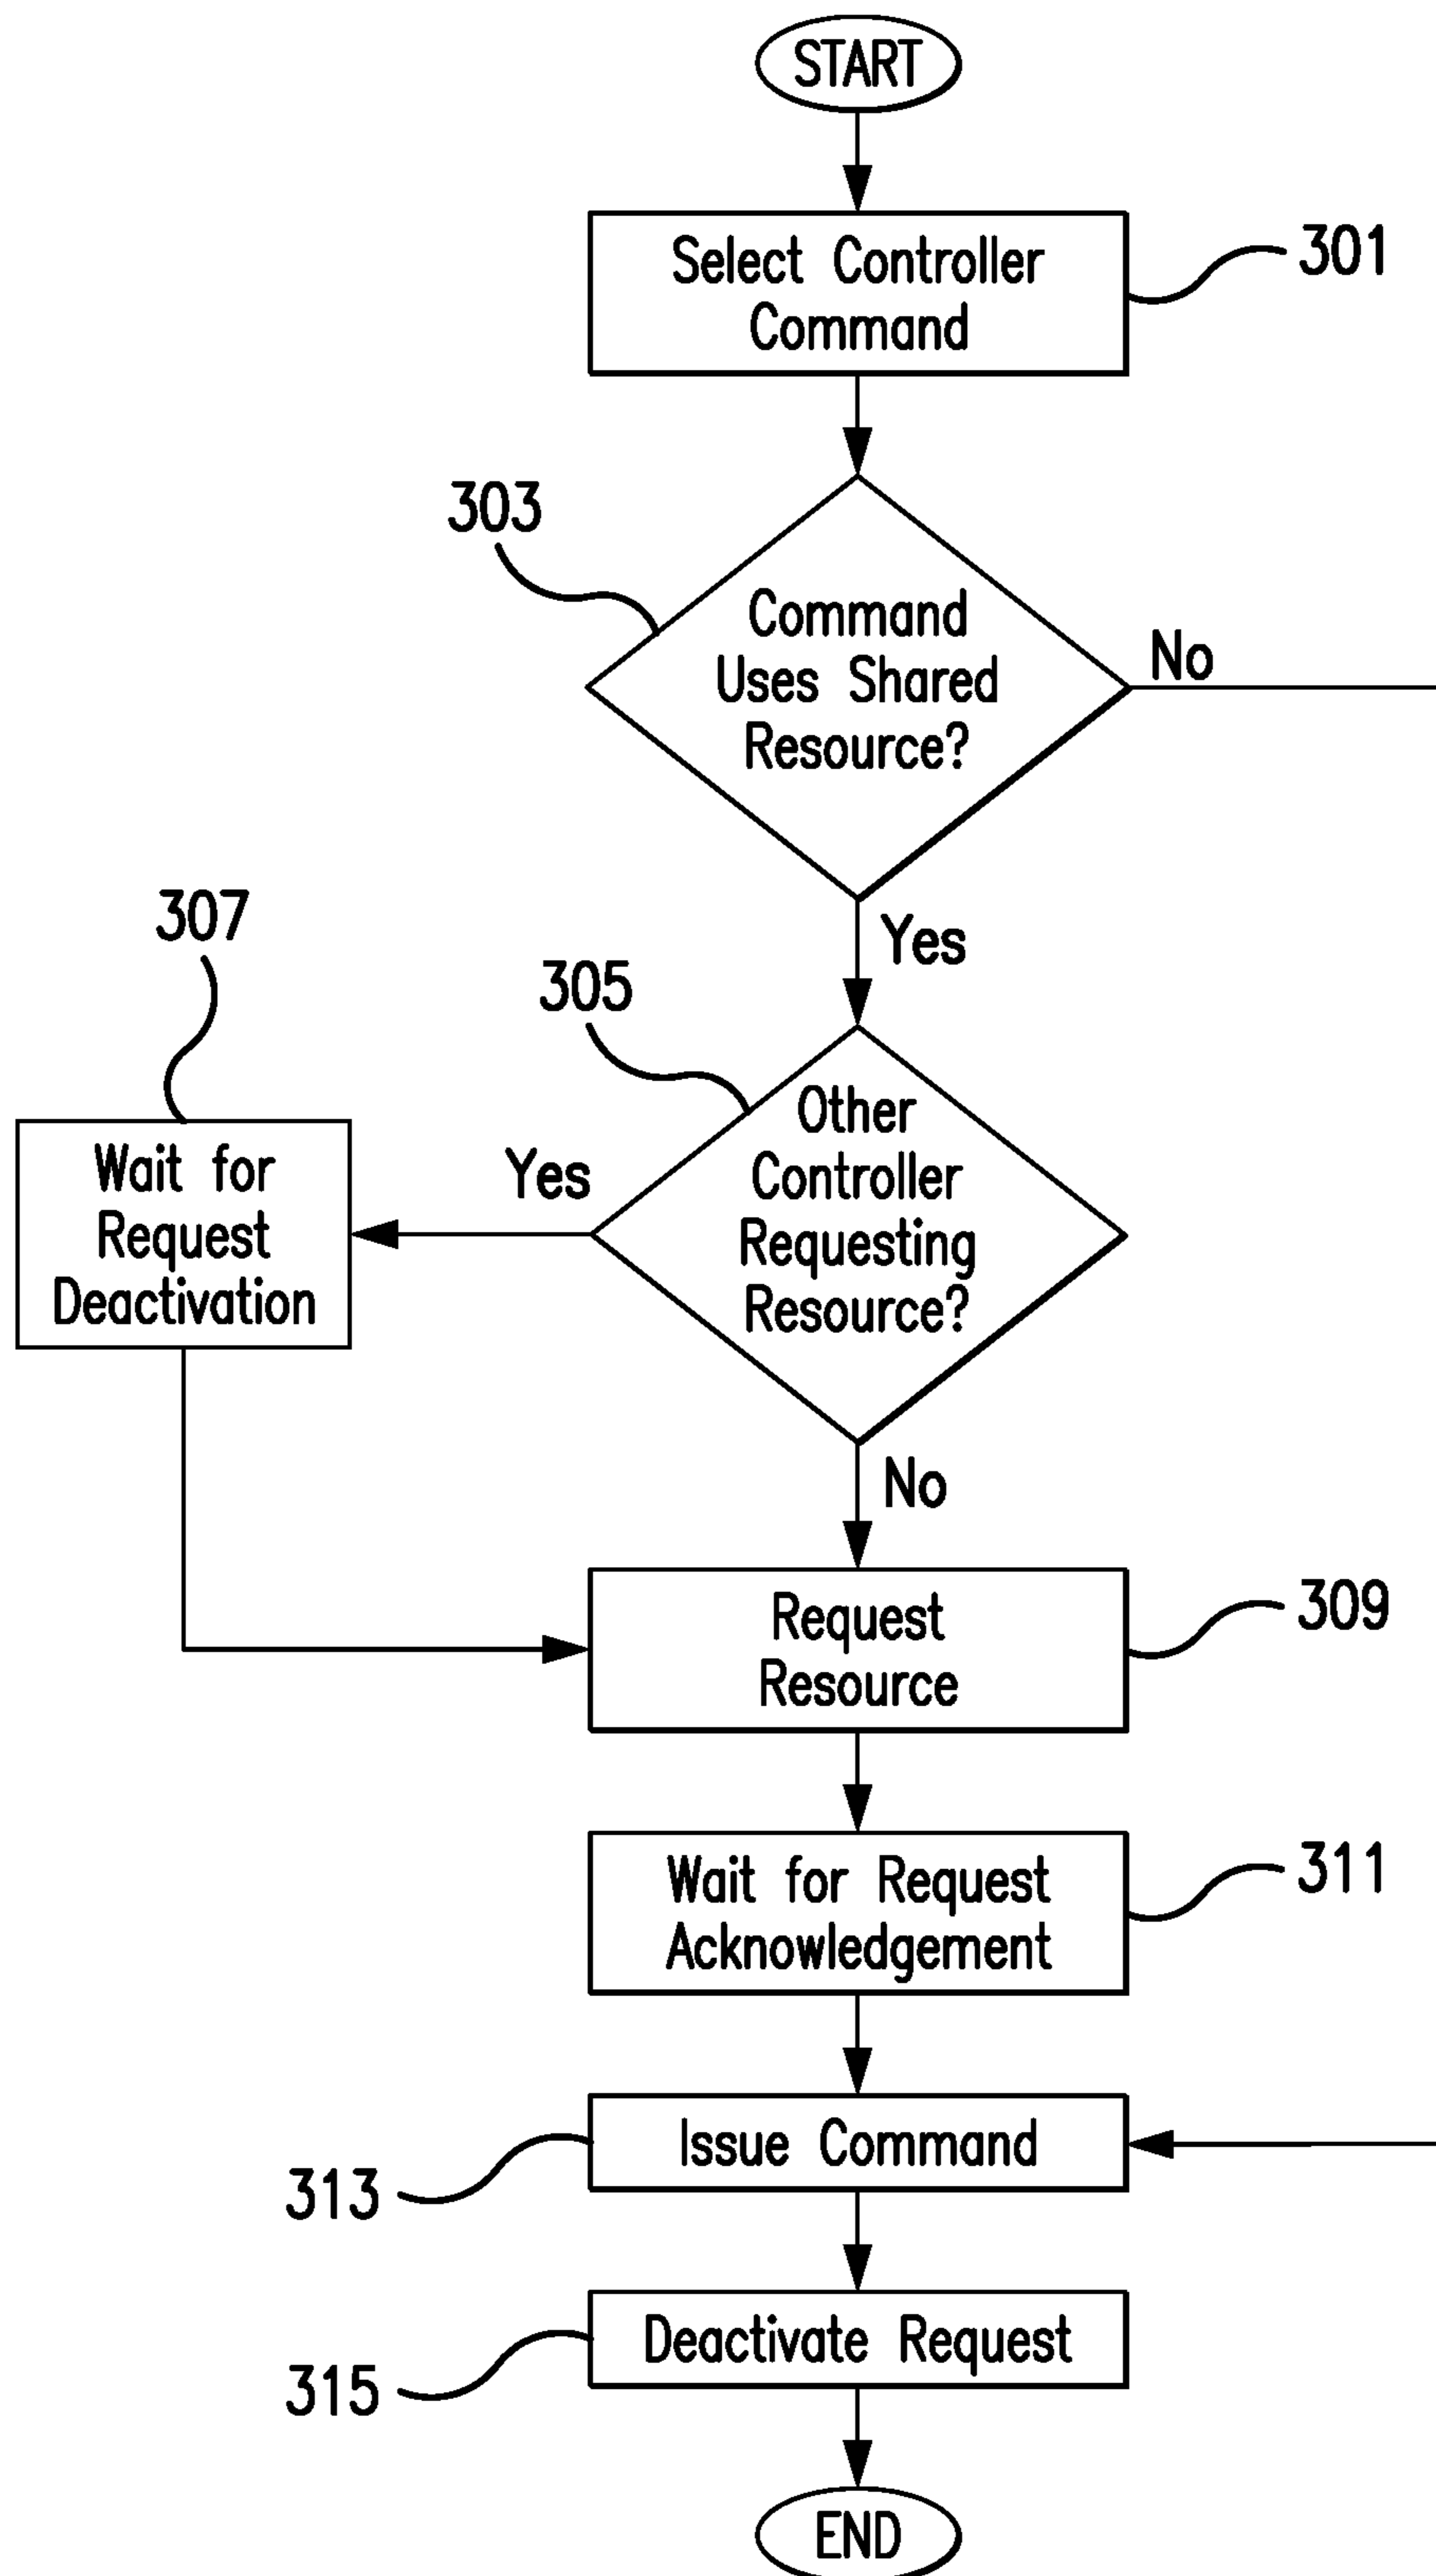 START
Select Controller
Command
301
303
Command
Uses Shared
Resource?
No
Yes
307
305
Other
Controller
Requesting
Resource?
Yes
Wait for
Request
Deactivation
No
Request
Resource
309
Wait for Request
Acknowledgement
311
Issue Command
313
Deactivate Request
315
END